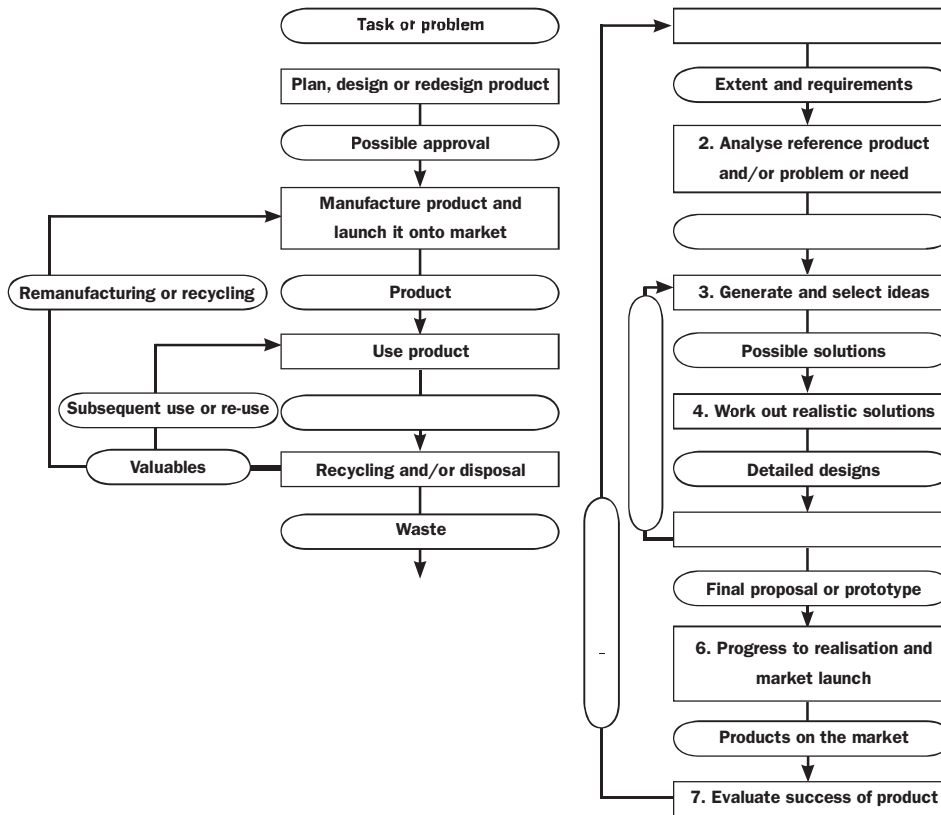 Task or problem
Plan, design or redesign product
Possible approval
Manufacture product and
launch it onto market
Remanufacturing or recycling
Product
Use product
Subsequent use or re-use
Valuables
Recycling and/or disposal
Waste
Extent and requirements
2. Analyse reference product
and/or problem or need
3. Generate and select ideas
Possible solutions
4. Work out realistic solutions
Detailed designs
Final proposal or prototype
6. Progress to realisation and
market launch
Products on the market
7. Evaluate success of product